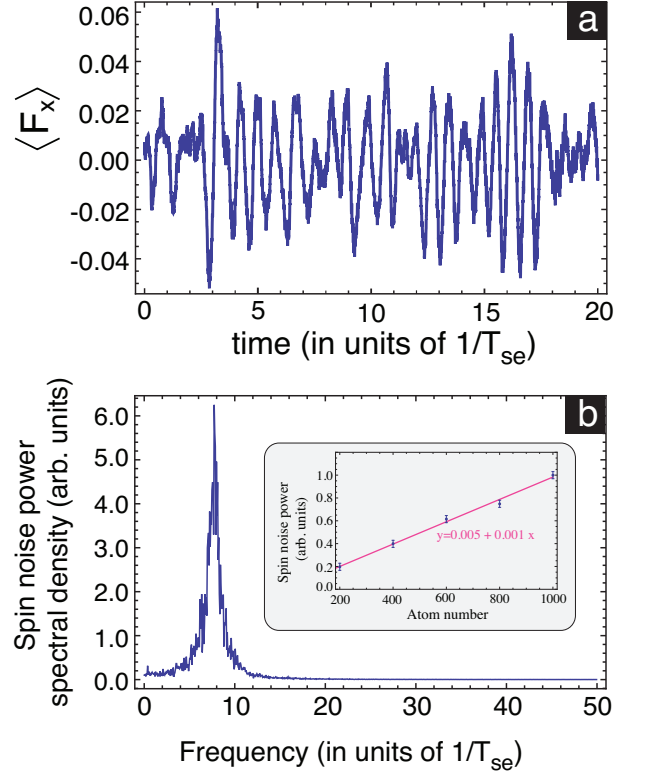 a
0.06
0.04
0.02
0.00
-0.02
-0.04
⟨Fx⟩
0 5 10 15 20
time (in units of 1/Tse)
b
6.0
5.0
4.0
3.0
2.0
1.0
0.0
Spin noise power
spectral density (arb. units)
1.0
0.8
0.6
0.4
0.2
0.0
Spin noise power
(arb. units)
y=0.005 + 0.001 x
200 400 600 800 1000
Atom number
0 10 20 30 40 50
Frequency (in units of 1/Tse)